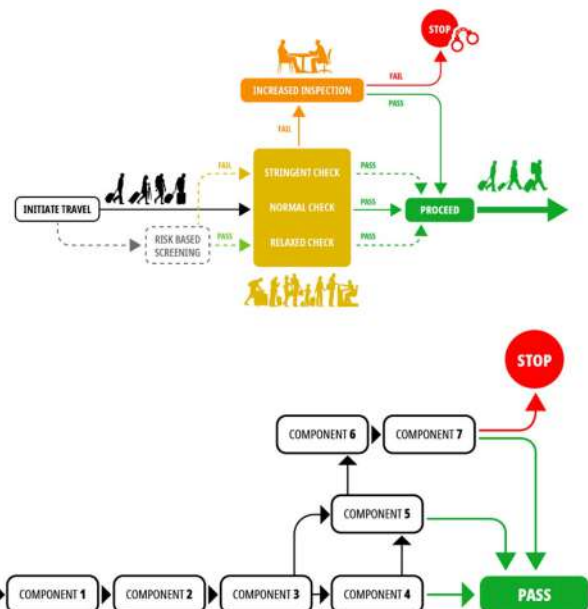 STOP
INCREASED INSPECTION
FAIL
PASS
FAIL
FAIL
STRINGENT CHECK
PASS
INITIATE TRAVEL
NORMAL CHECK
PASS
PROCEED
RISK BASED
SCREENING
PASS
RELAXED CHECK
PASS
STOP
COMPONENT 6
COMPONENT 7
COMPONENT 5
COMPONENT 1
COMPONENT 2
COMPONENT 3
COMPONENT 4
PASS